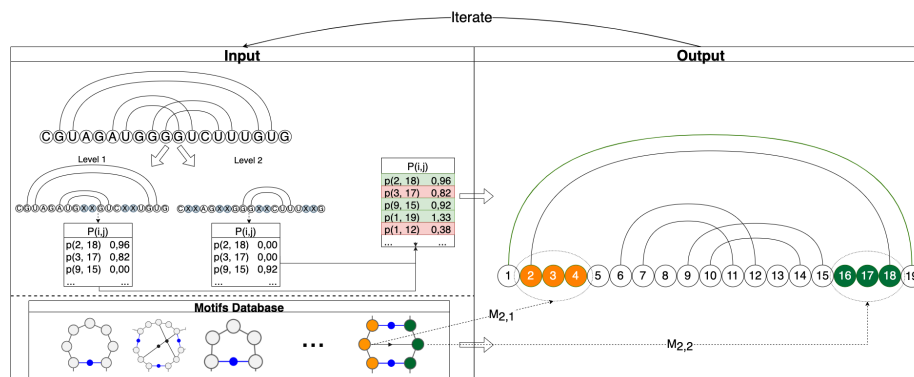 Iterate
Input
Output
CGUAGAUGGGGUCUUUGUG
Level 1
Level 2
CGUAGAUGXXGUCXXUGUG
CXXAGXXGGGXXCUUUXXG
P(i,j)
p(2, 18) 0,96
p(3, 17) 0,82
p(9, 15) 0,00
... ...
P(i,j)
p(2, 18) 0,00
p(3, 17) 0,00
p(9, 15) 0,92
... ...
P(i,j)
p(2, 18) 0,96
p(3, 17) 0,82
p(9, 15) 0,92
p(1, 19) 1,33
p(1, 12) 0,38
... ...
1 2 3 4 5 6 7 8 9 10 11 12 13 14 15 16 17 18 19
Motifs Database
...
M2,1
M2,2